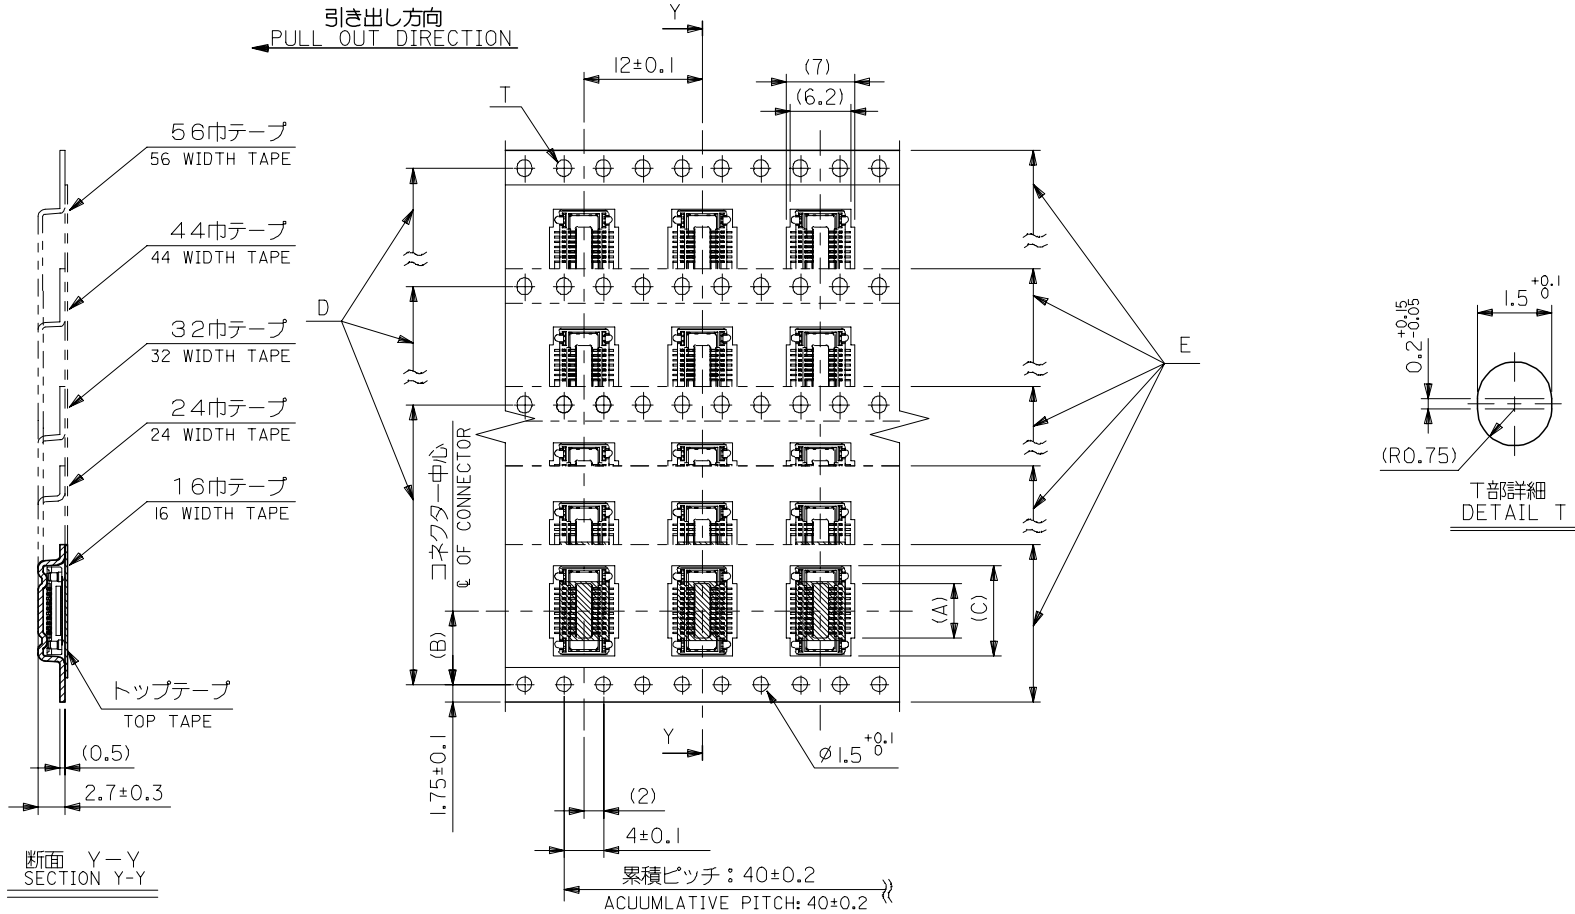 引き出し方向
PULL OUT DIRECTION
Y
12±0.1
(7)
(6.2)
T
56巾テープ
56 WIDTH TAPE
44巾テープ
44 WIDTH TAPE
32巾テープ
32 WIDTH TAPE
24巾テープ
24 WIDTH TAPE
16巾テープ
16 WIDTH TAPE
トップテープ
TOP TAPE
(0.5)
2.7±0.3
断面 Y-Y
SECTION Y-Y
D
E
コネクター中心
℄ OF CONNECTOR
(B)
(A)
(C)
1.75±0.1
Y
ø1.5 +0.1 0
(2)
4±0.1
累積ピッチ：40±0.2
ACUUMLATIVE PITCH: 40±0.2
1.5 +0.1 0
0.2 +0.15 -0.05
(R0.75)
T部詳細
DETAIL T